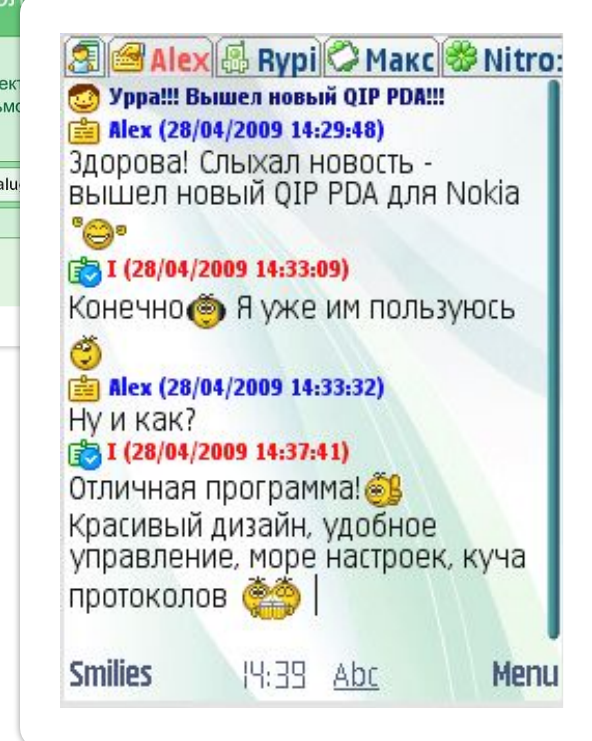 Alex Rypi Макс Nitro:
Урра!!! Вышел новый QIP PDA!!!
Alex (28/04/2009 14:29:48)
Здорова! Слыхал новость -
вышел новый QIP PDA для Nokia
I (28/04/2009 14:33:09)
Конечно Я уже им пользуюсь
Alex (28/04/2009 14:33:32)
Ну и как?
I (28/04/2009 14:37:41)
Отличная программа!
Красивый дизайн, удобное
управление, море настроек, куча
протоколов
Smilies 14:39 Abc Menu